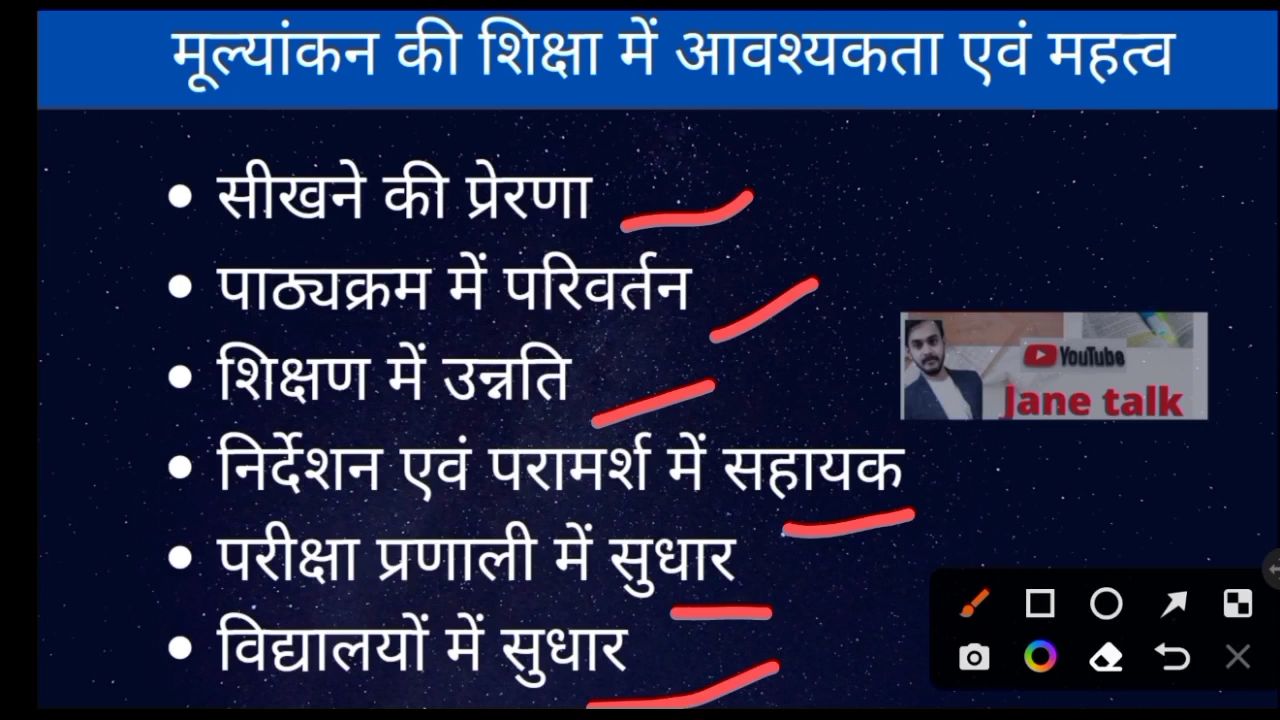 मूल्यांकन की शिक्षा में आवश्यकता एवं महत्व
• सीखने की प्रेरणा
• पाठ्यक्रम में परिवर्तन
• शिक्षण में उन्नति
• निर्देशन एवं परामर्श में सहायक
• परीक्षा प्रणाली में सुधार
• विद्यालयों में सुधार
YouTube
Jane talk